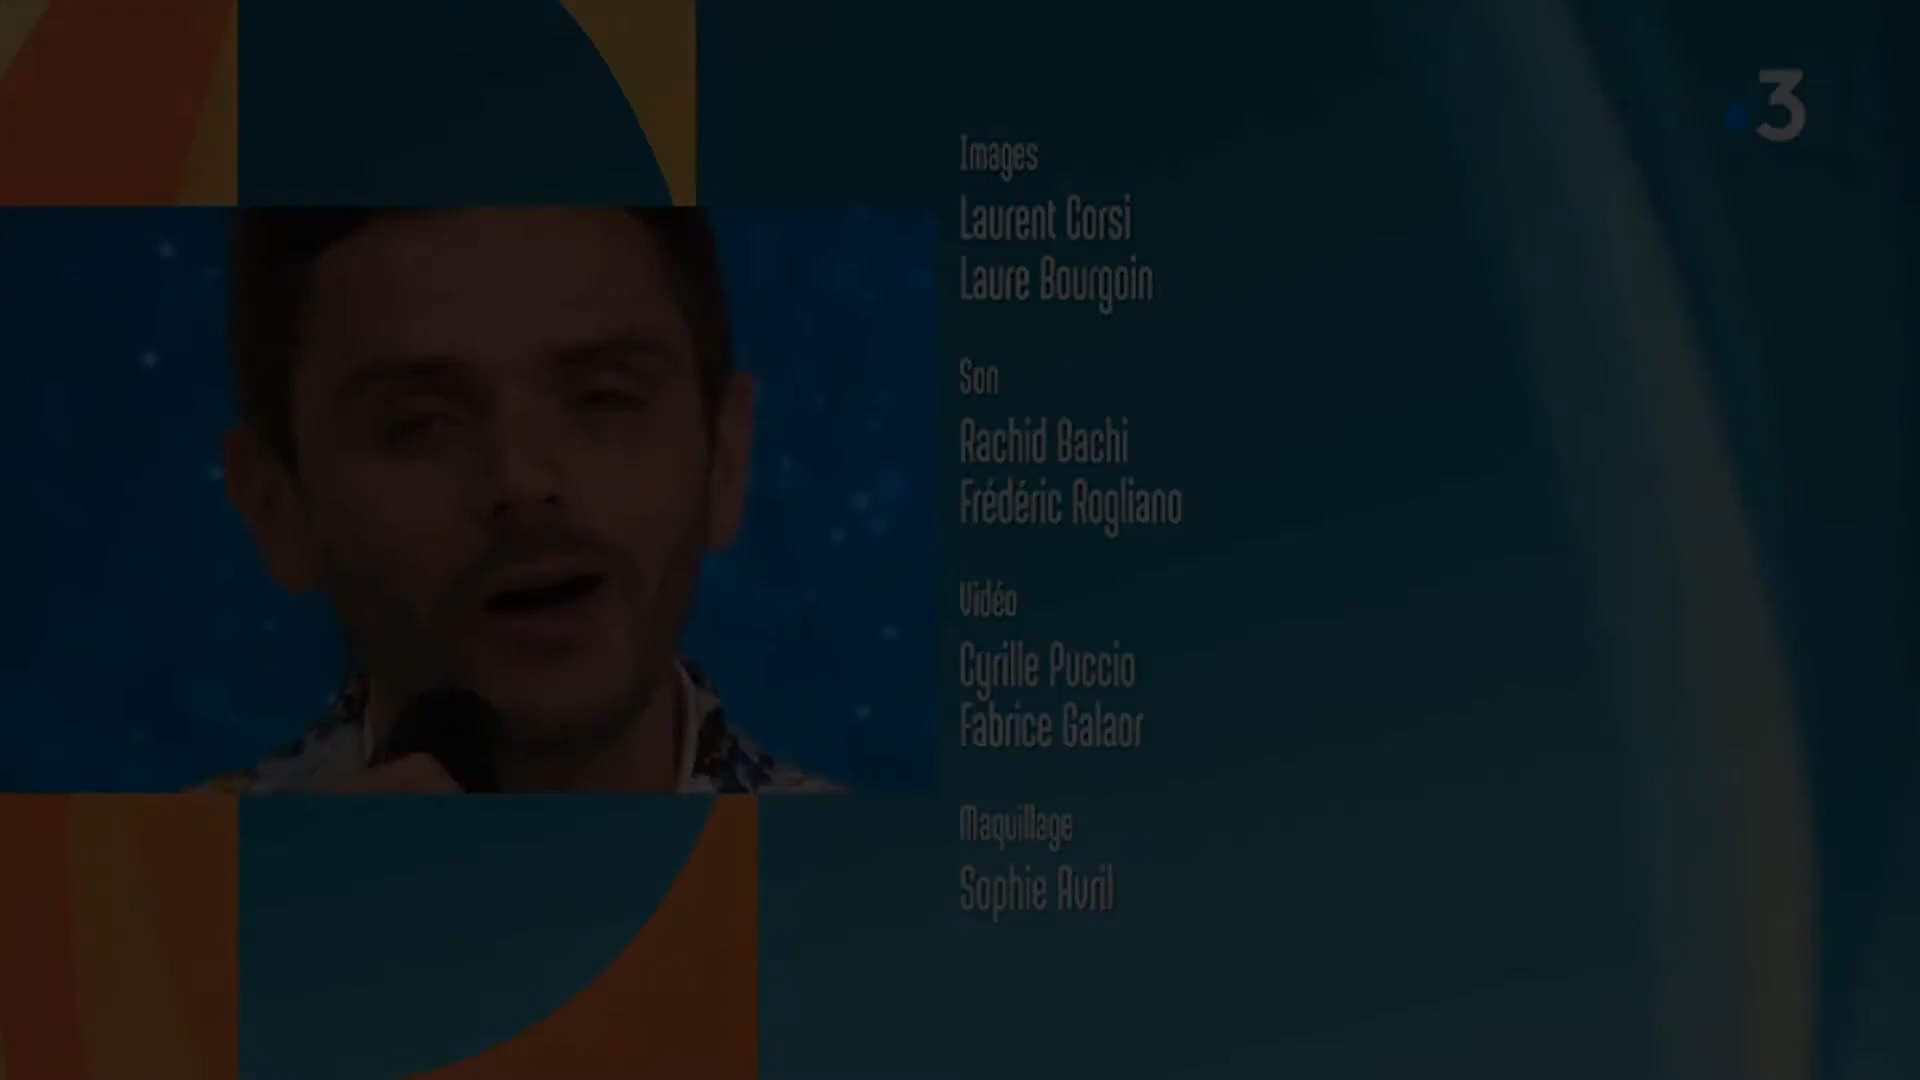 3
Images
Laurent Corsi
Laure Bourgoin
Son
Rachid Bachi
Frédéric Rogliano
Vidéo
Cyrille Puccio
Fabrice Galaor
Maquillage
Sophie Avril